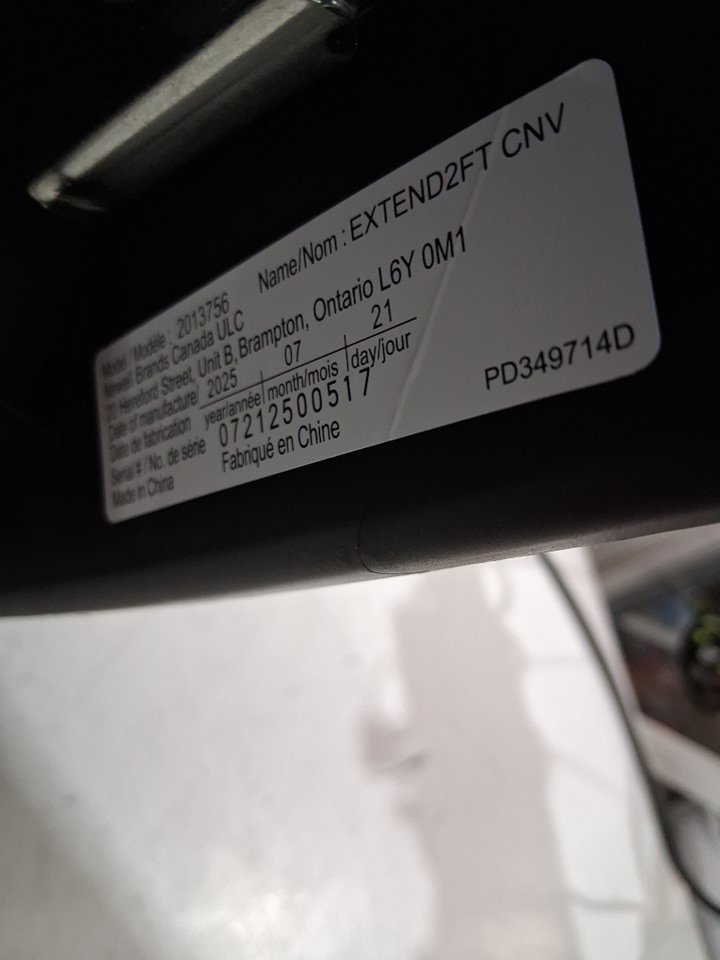 Model / Modèle : 2013756 Name/Nom : EXTEND2FT CNV
Newell Brands Canada ULC
20 Hereford Street, Unit B, Brampton, Ontario L6Y 0M1
Date of manufacture/ 2025 07 21
Date de fabrication year/année month/mois day/jour
Serial # / No. de série 07212500517
Made in China Fabriqué en Chine
PD349714D